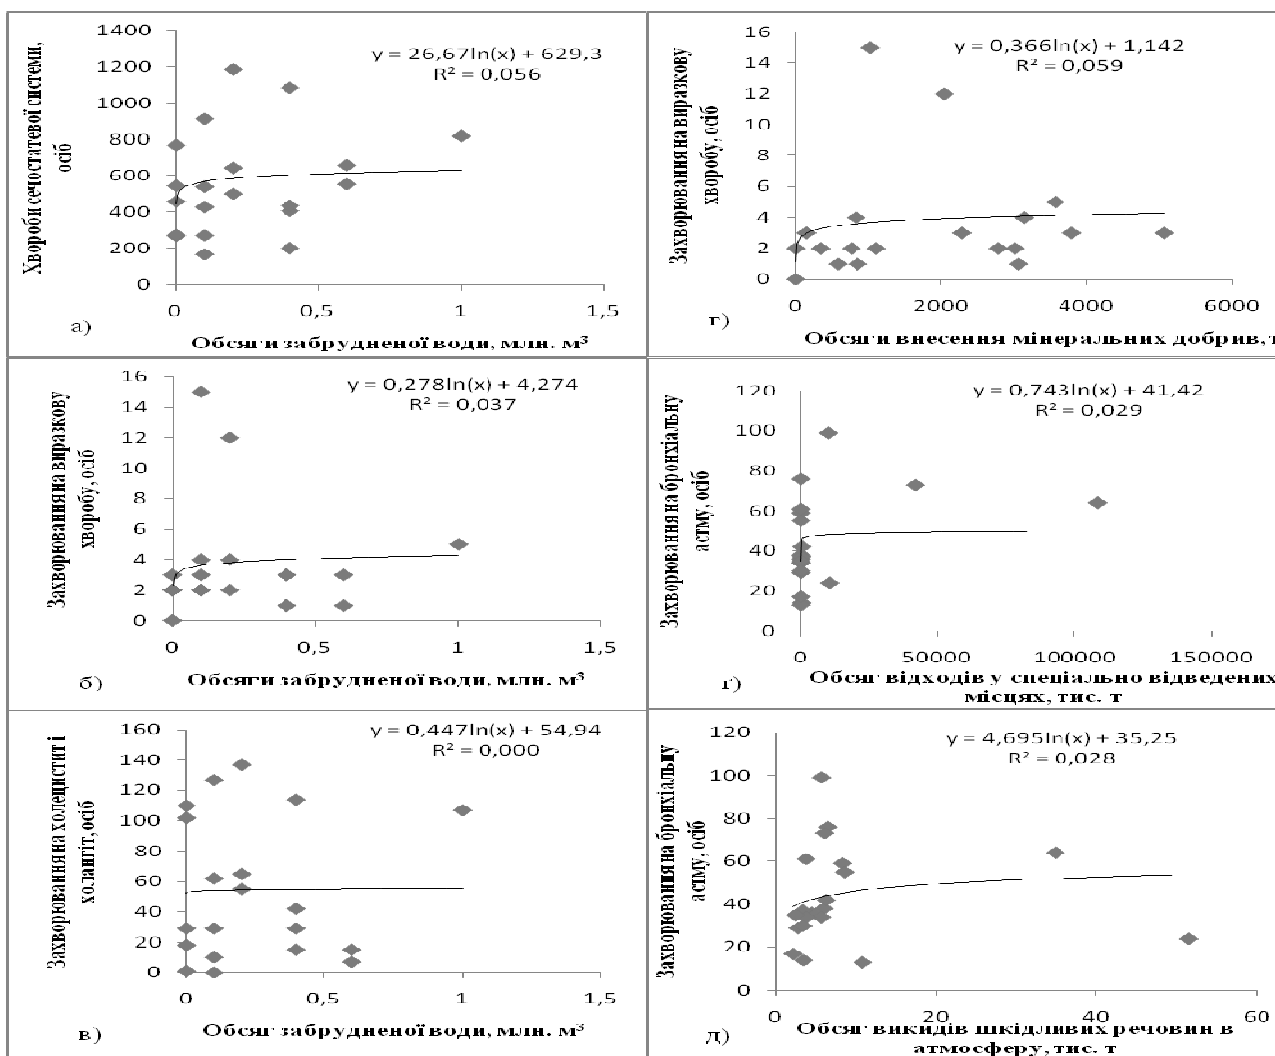 1400
1200
1000
800
600
400
200
0
y = 26,67ln(x) + 629,3
R² = 0,056
Хвороби сечостатевої системи,
осіб
0 0,5 1 1,5
а)
Обсяги забрудненої води, млн. м³
16
14
12
10
8
6
4
2
0
y = 0,366ln(x) + 1,142
R² = 0,059
Захворювання на виразкову
хворобу, осіб
0 2000 4000 6000
г)
Обсяги внесення мінеральних добрив, т
16
14
12
10
8
6
4
2
0
y = 0,278ln(x) + 4,274
R² = 0,037
Захворювання на виразкову
хворобу, осіб
0 0,5 1 1,5
б)
Обсяги забрудненої води, млн. м³
120
100
80
60
40
20
0
y = 0,743ln(x) + 41,42
R² = 0,029
Захворювання на бронхіальну
астму, осіб
0 50000 100000 150000
ґ)
Обсяг відходів у спеціально відведених
місцях, тис. т
160
140
120
100
80
60
40
20
0
y = 0,447ln(x) + 54,94
R² = 0,000
Захворювання на холецистит і
холангіт, осіб
0 0,5 1 1,5
в)
Обсяг забрудненої води, млн. м³
120
100
80
60
40
20
0
y = 4,695ln(x) + 35,25
R² = 0,028
Захворювання на бронхіальну
астму, осіб
0 20 40 60
д)
Обсяг викидів шкідливих речовин в
атмосферу, тис. т